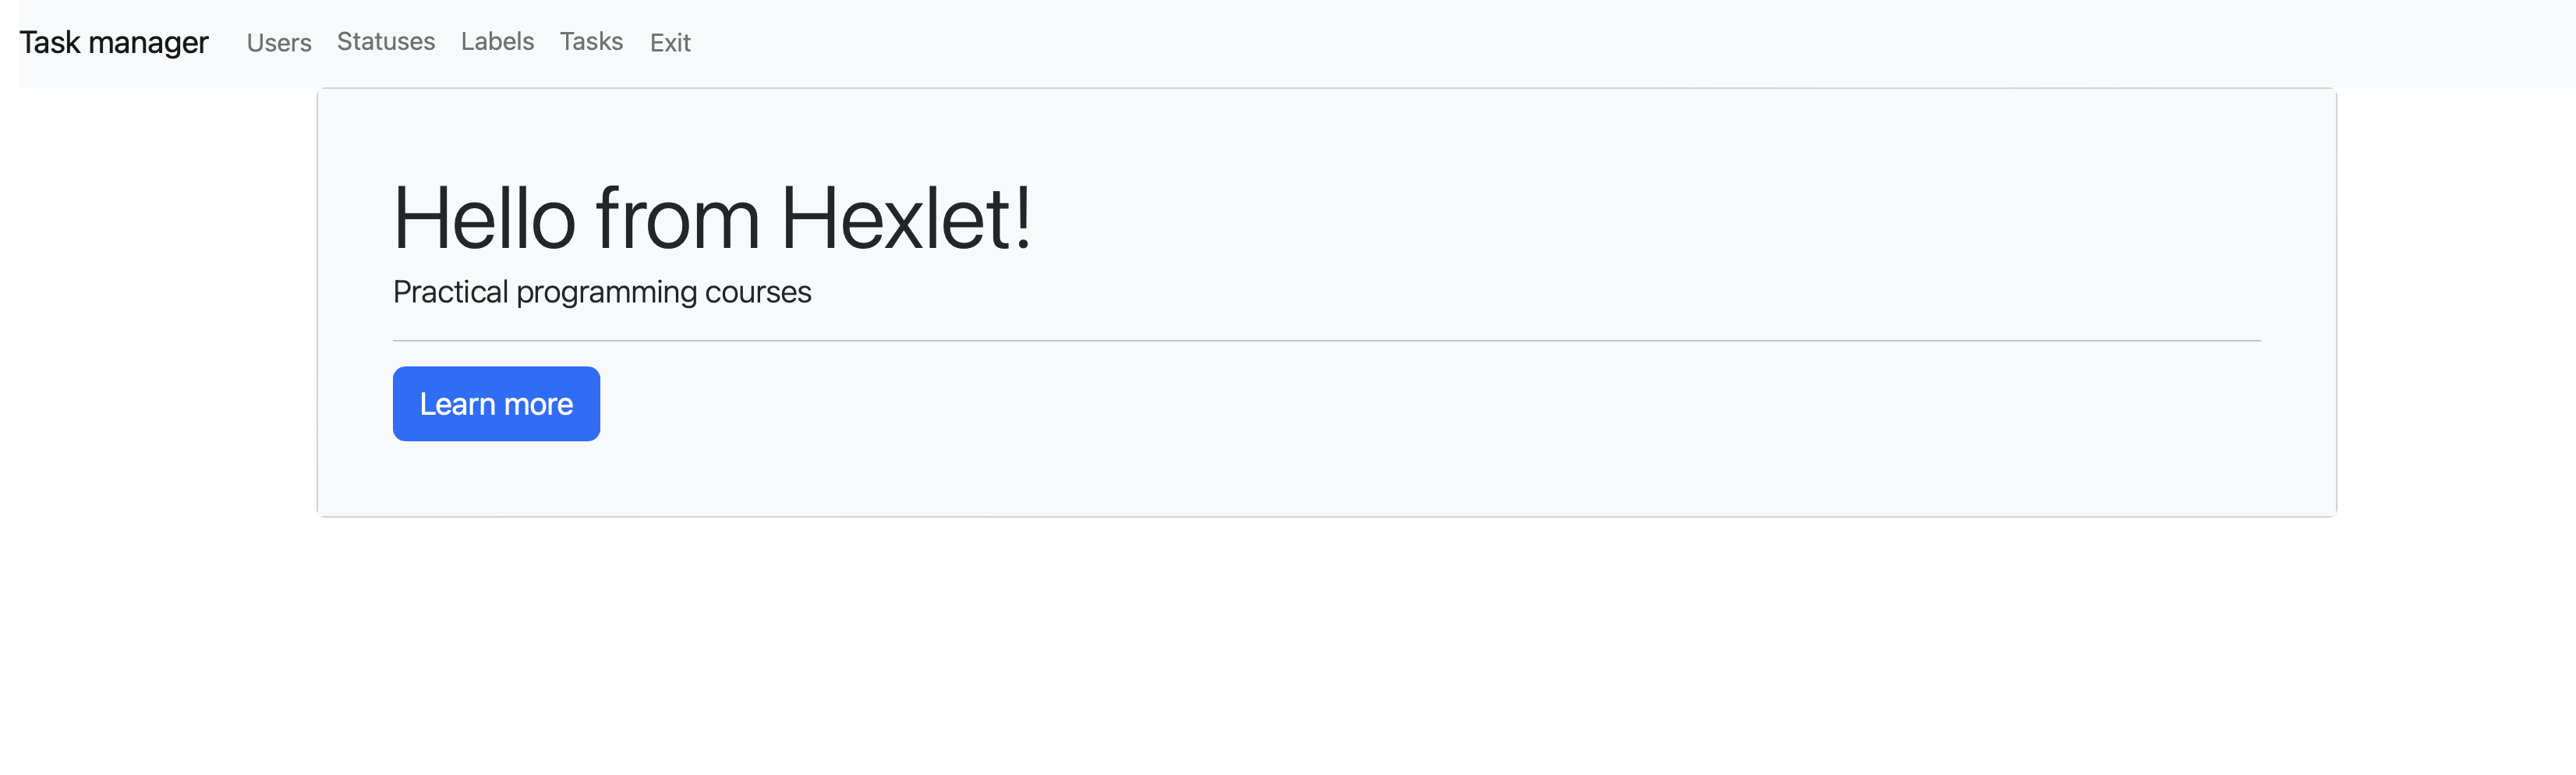 Task manager Users Statuses Labels Tasks Exit
Hello from Hexlet!
Practical programming courses
Learn more